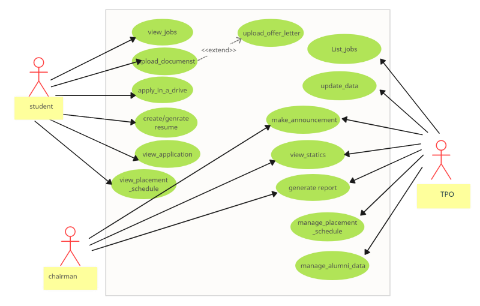 view_jobs
upload_offer_letter
<<extend>>
List_jobs
upload_documenst
update_data
apply_in_a_drive
student
create/genrate
resume
make_announcement
view_application
view_statics
view_placement
_schedule
generate report
TPO
manage_placement
_schedule
chairman
manage_alumni_data